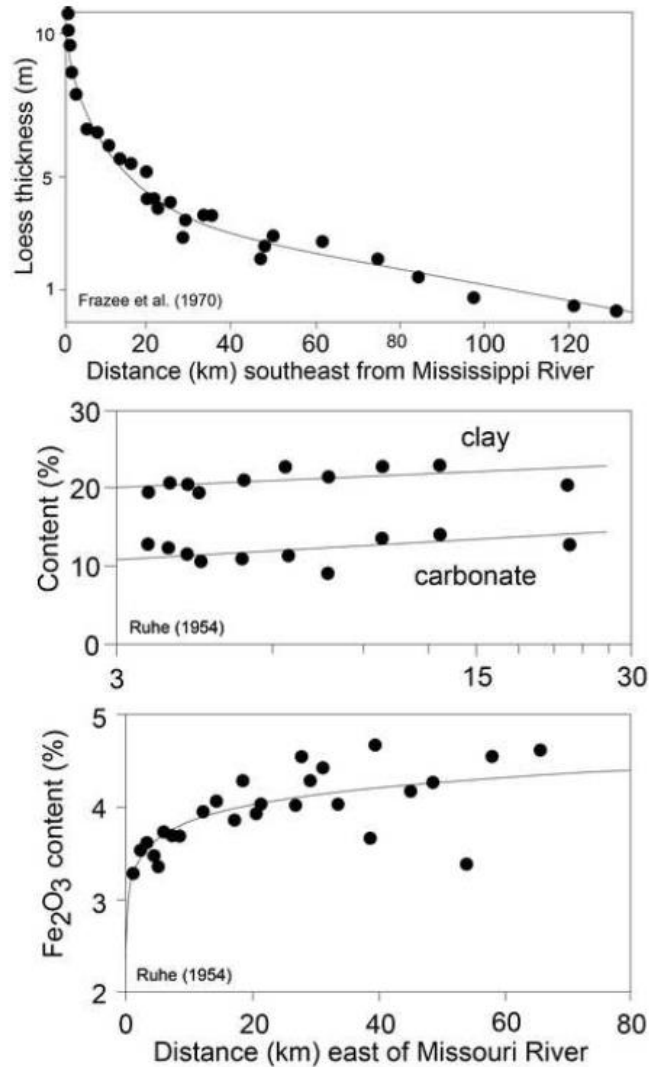 10
5
1
Loess thickness (m)
Frazee et al. (1970)
0 20 40 60 80 100 120
Distance (km) southeast from Mississippi River
30
20
10
0
Content (%)
clay
carbonate
Ruhe (1954)
3 15 30
5
4
3
2
Fe₂O₃ content (%)
Ruhe (1954)
0 20 40 60 80
Distance (km) east of Missouri River